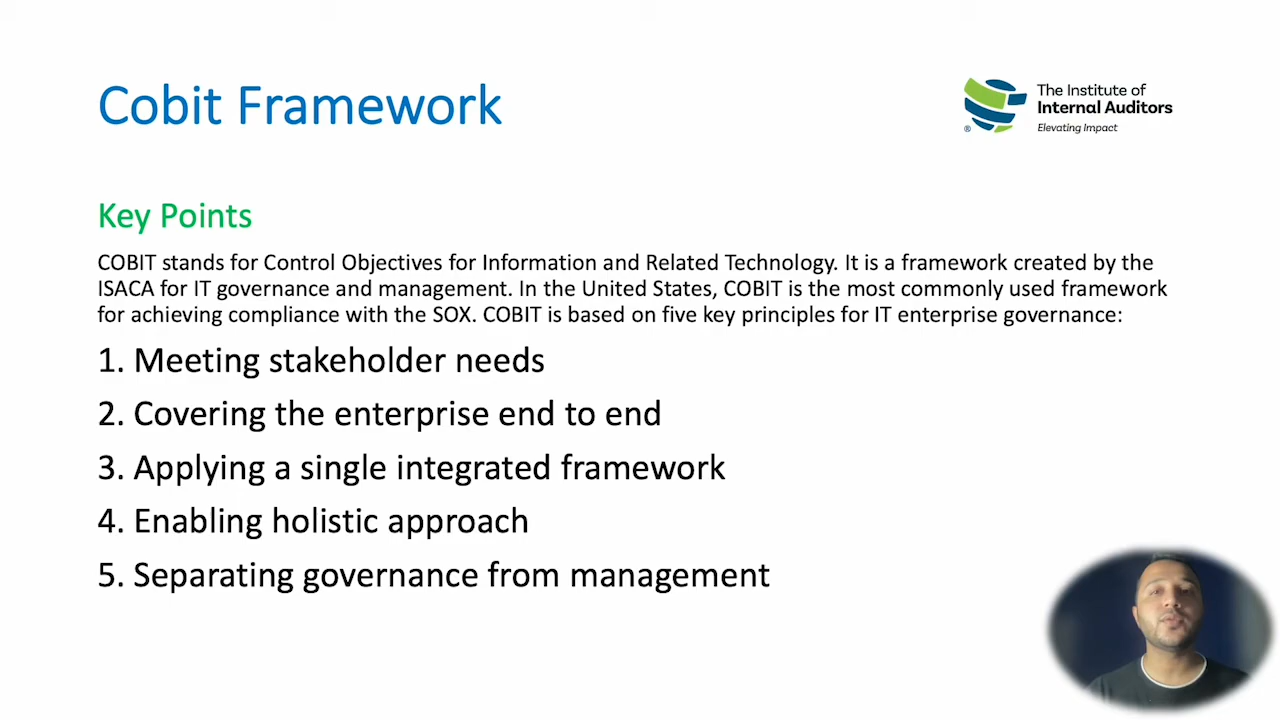 Cobit Framework
The Institute of
Internal Auditors
Elevating Impact
®
Key Points
COBIT stands for Control Objectives for Information and Related Technology. It is a framework created by the
ISACA for IT governance and management. In the United States, COBIT is the most commonly used framework
for achieving compliance with the SOX. COBIT is based on five key principles for IT enterprise governance:
1. Meeting stakeholder needs
2. Covering the enterprise end to end
3. Applying a single integrated framework
4. Enabling holistic approach
5. Separating governance from management